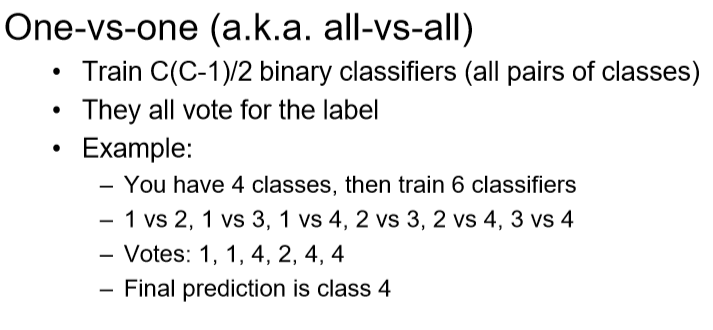 One-vs-one (a.k.a. all-vs-all)
• Train C(C-1)/2 binary classifiers (all pairs of classes)
• They all vote for the label
• Example:
– You have 4 classes, then train 6 classifiers
– 1 vs 2, 1 vs 3, 1 vs 4, 2 vs 3, 2 vs 4, 3 vs 4
– Votes: 1, 1, 4, 2, 4, 4
– Final prediction is class 4